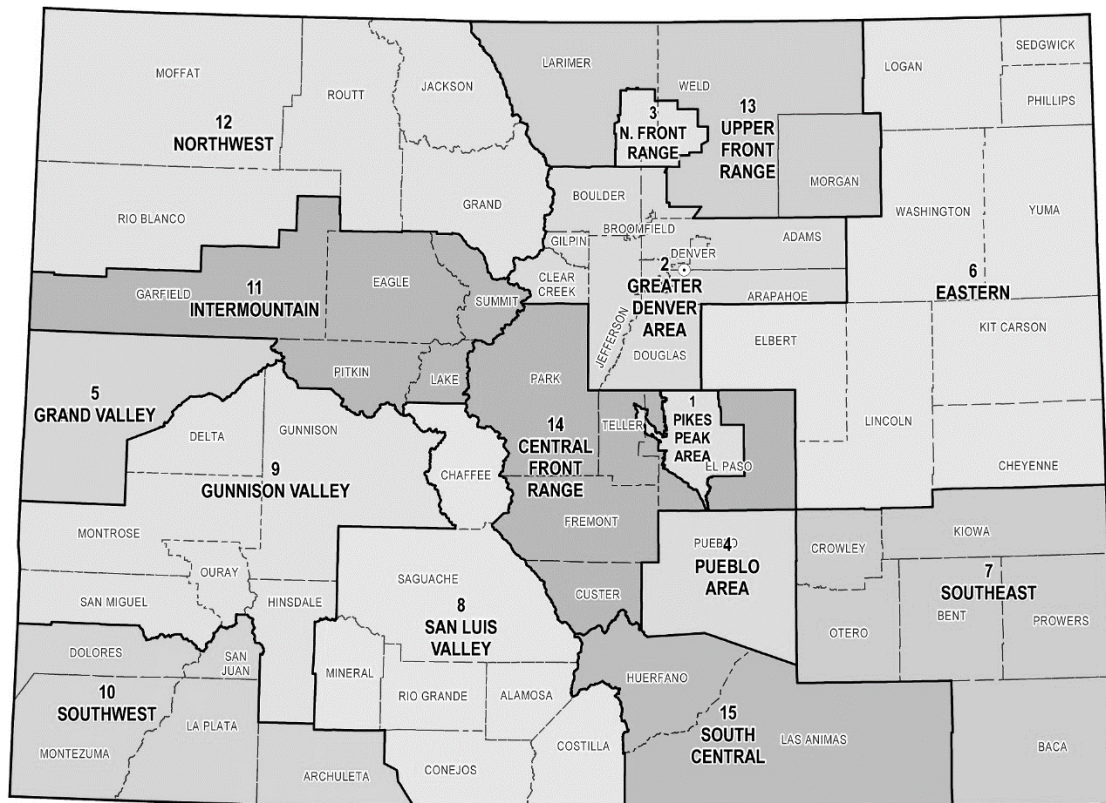 MOFFAT
ROUTT
JACKSON
LARIMER
WELD
LOGAN
SEDGWICK
PHILLIPS
12
NORTHWEST
3
N. FRONT
RANGE
13
UPPER
FRONT
RANGE
MORGAN
RIO BLANCO
GRAND
BOULDER
BROOMFIELD
GILPIN
ADAMS
DENVER
CLEAR
CREEK
2
GREATER
DENVER
AREA
ARAPAHOE
JEFFERSON
DOUGLAS
WASHINGTON
YUMA
6
EASTERN
KIT CARSON
ELBERT
LINCOLN
CHEYENNE
GARFIELD
11
INTERMOUNTAIN
EAGLE
SUMMIT
PITKIN
LAKE
5
GRAND VALLEY
PARK
14
CENTRAL
FRONT
RANGE
TELLER
1
PIKES
PEAK
AREA
EL PASO
DELTA
GUNNISON
9
GUNNISON VALLEY
CHAFFEE
FREMONT
MONTROSE
OURAY
SAN MIGUEL
HINSDALE
SAGUACHE
8
SAN LUIS
VALLEY
CUSTER
PUEBLO
4
PUEBLO
AREA
CROWLEY
KIOWA
7
SOUTHEAST
OTERO
BENT
PROWERS
DOLORES
SAN
JUAN
10
SOUTHWEST
MONTEZUMA
LA PLATA
ARCHULETA
MINERAL
RIO GRANDE
ALAMOSA
CONEJOS
COSTILLA
HUERFANO
15
SOUTH
CENTRAL
LAS ANIMAS
BACA